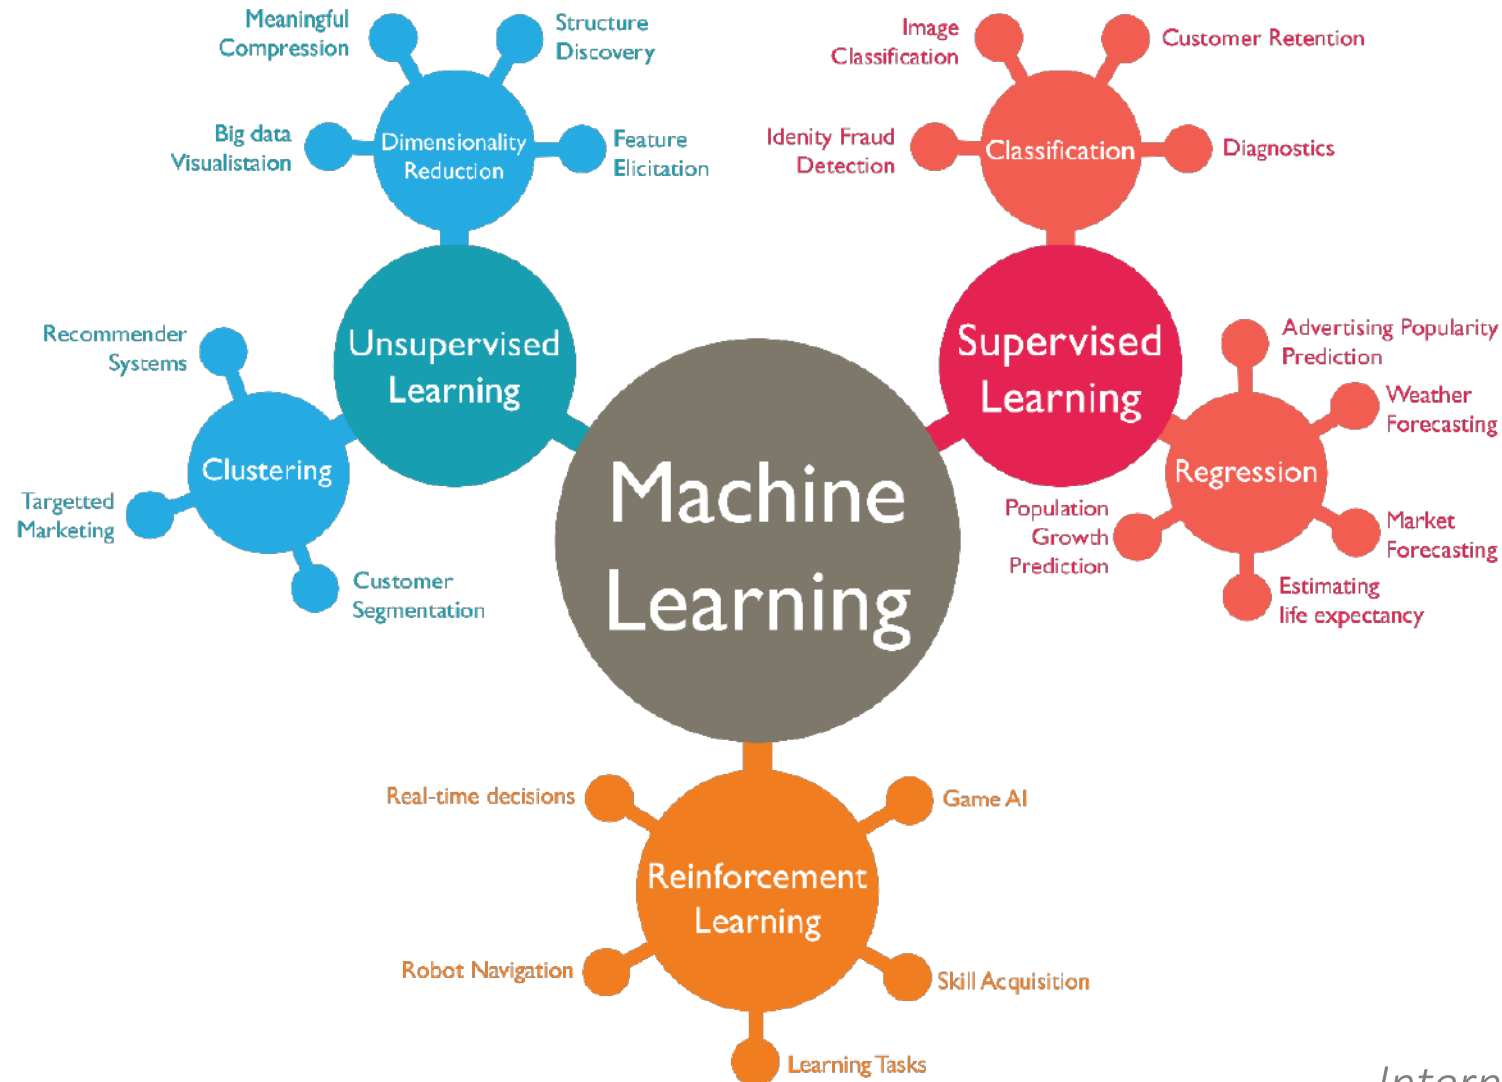 Meaningful
Compression
Structure
Discovery
Big data
Visualistaion
Dimensionality
Reduction
Feature
Elicitation
Image
Classification
Customer Retention
Idenity Fraud
Detection
Classification
Diagnostics
Unsupervised
Learning
Supervised
Learning
Recommender
Systems
Clustering
Targetted
Marketing
Customer
Segmentation
Machine
Learning
Advertising Popularity
Prediction
Weather
Forecasting
Regression
Population
Growth
Prediction
Market
Forecasting
Estimating
life expectancy
Real-time decisions
Game AI
Reinforcement
Learning
Robot Navigation
Skill Acquisition
Learning Tasks